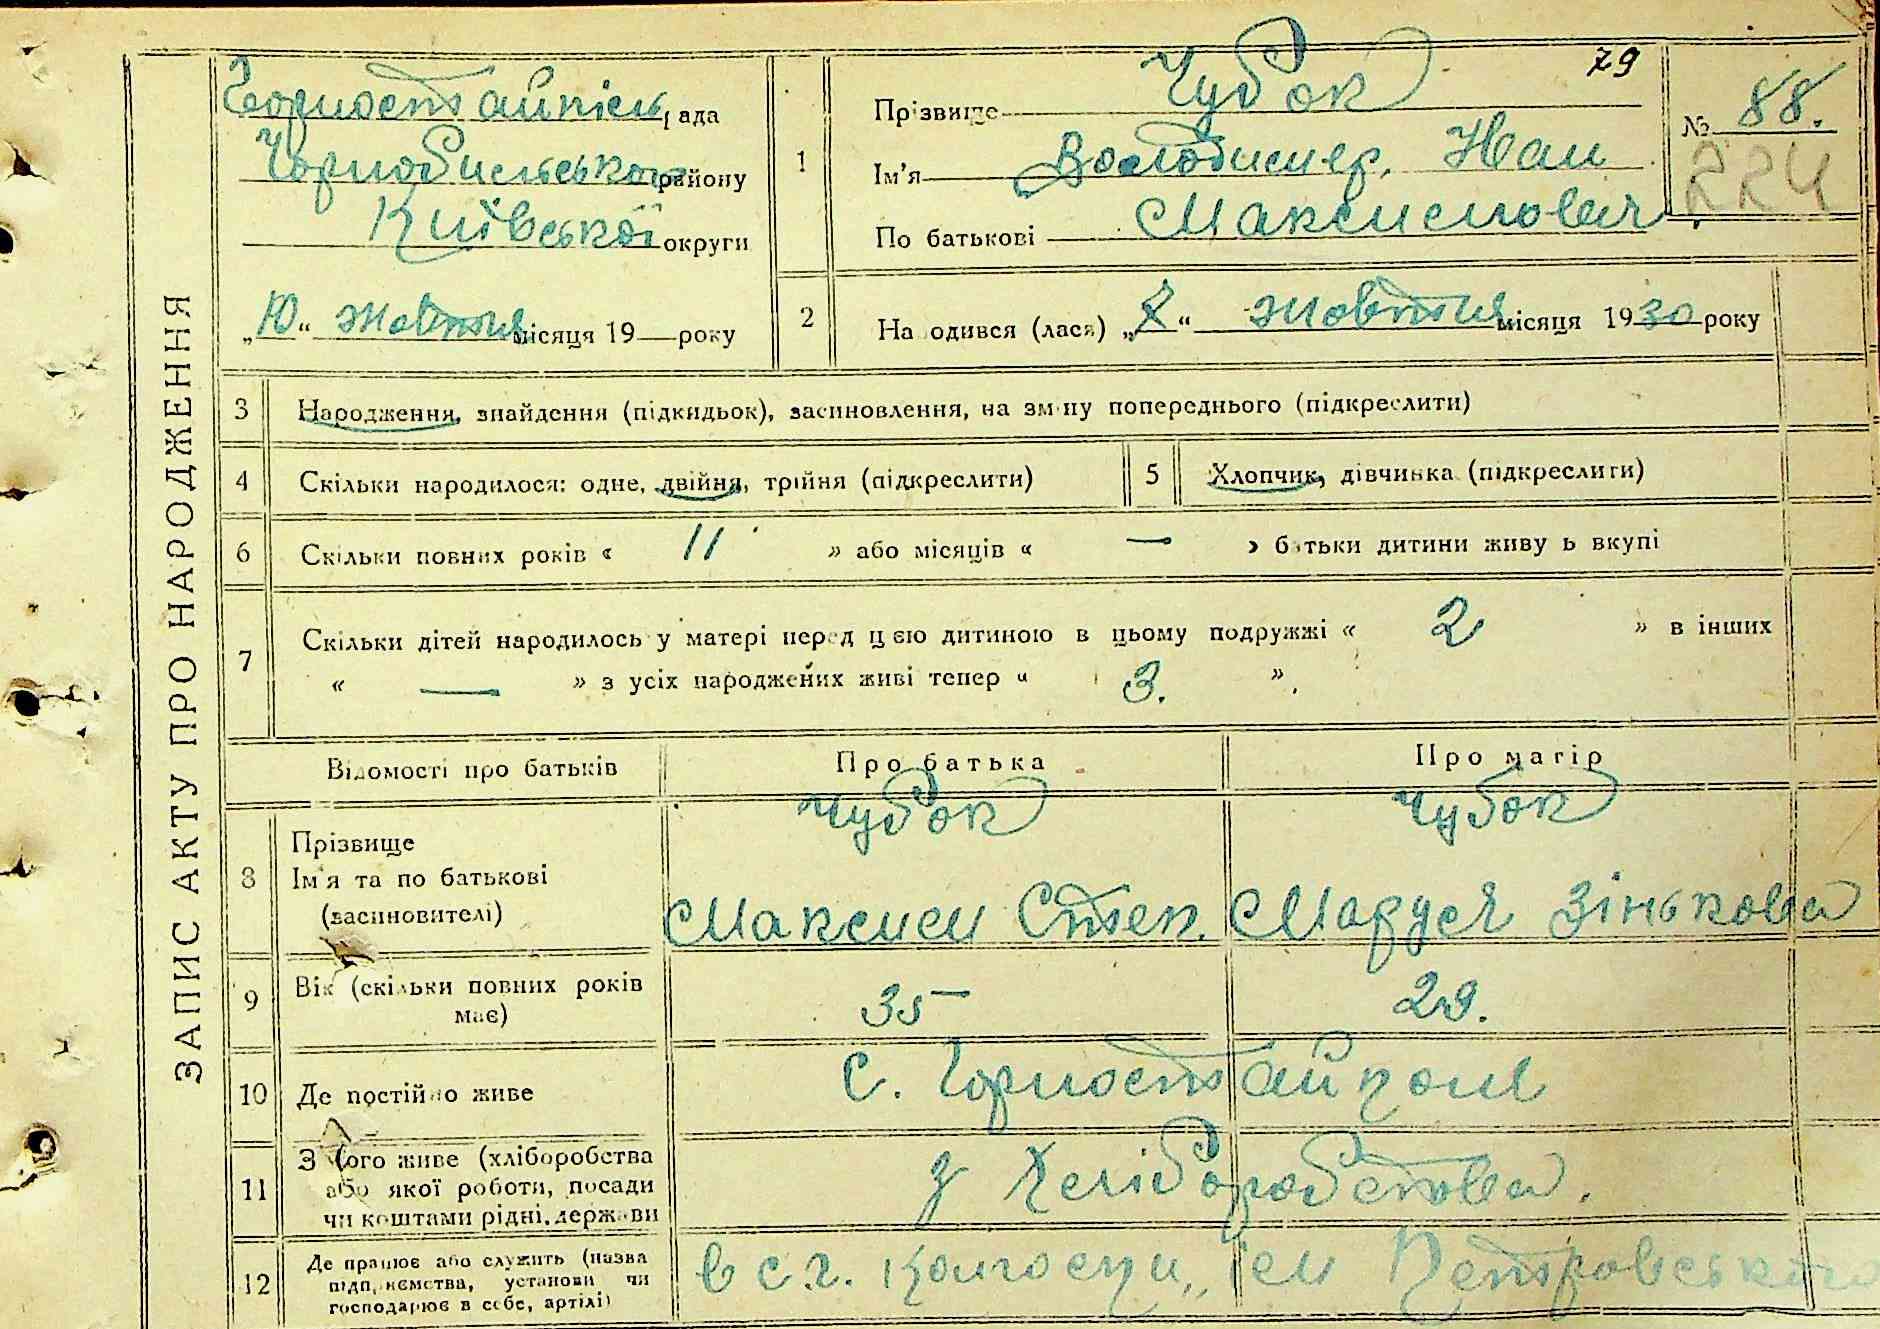 79
Горностайпіль рада
Чорнобильського району
Київської округи
„10“ жовтня місяця 19 року
1
Прізвище Чубок
Ім'я Володимир, Иван
По батькові Максимович.
№ 88.
224
2
Народився (лася) „7“ жовтня місяця 1930 року
ЗАПИС АКТУ ПРО НАРОДЖЕННЯ
3 Народження, знайдення (підкидьок), засиновлення, на зміну попереднього (підкреслити)
4 Скільки народилося: одне, двійня, трійня (підкреслити)
5 Хлопчик, дівчинка (підкреслити)
6 Скільки повних років « 11 » або місяців « — » батьки дитини живуть вкупі
7 Скільки дітей народилось у матері перед цією дитиною в цьому подружжі « 2 » в інших
« — » з усіх народжених живі тепер « 3. ».
Відомості про батьків Про батька Про матір
Чубок Чубок
8 Прізвище
Ім'я та по батькові
(засиновителі)
Максим Степ. Маруся Зінькова
9 Вік (скільки повних років
має)
35 29.
10 Де постійно живе с. Горностайполе
11 З чого живе (хліборобства
або якої роботи, посади
чи коштами рідні, держави
з Хліборобства.
12 Де працює або служить (назва
підприємства, установи чи
господарює в себе, артілі)
в с.г. колгоспи „ім Петровського